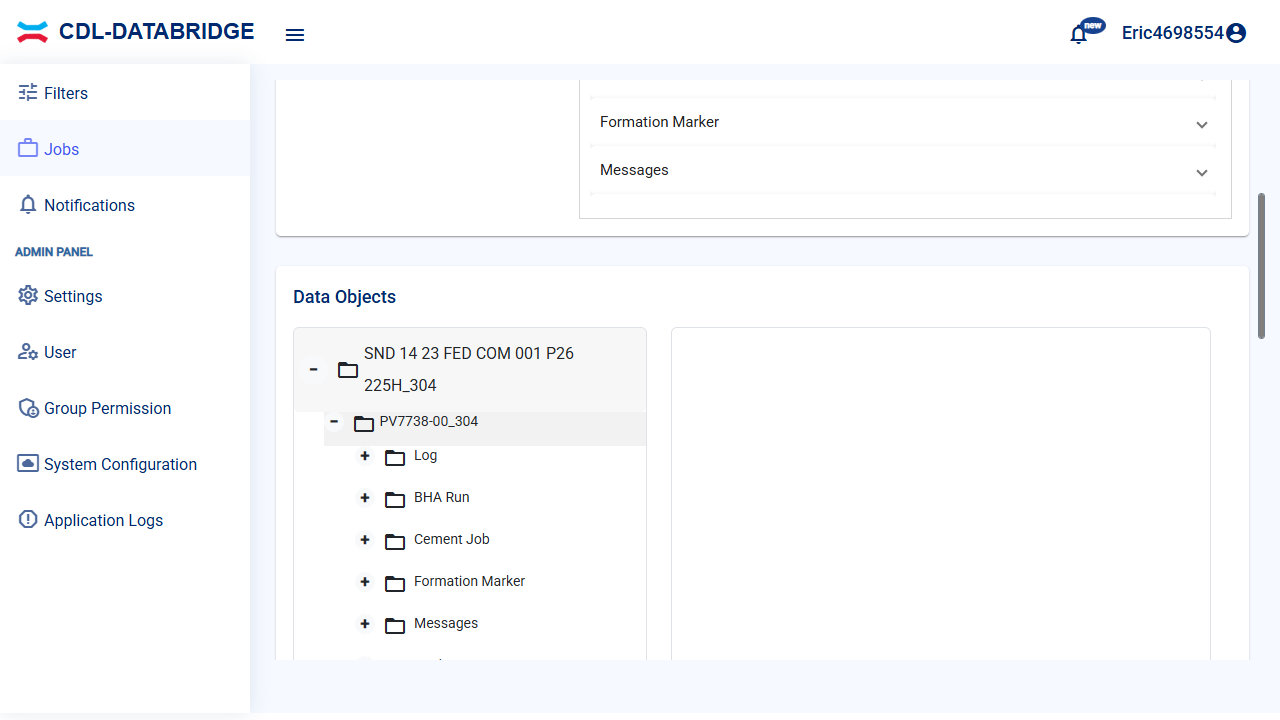 CDL-DATABRIDGE
new
Eric4698554
Filters
Jobs
Notifications
ADMIN PANEL
Settings
User
Group Permission
System Configuration
Application Logs
Formation Marker
Messages
Data Objects
SND 14 23 FED COM 001 P26
225H_304
PV7738-00_304
Log
BHA Run
Cement Job
Formation Marker
Messages